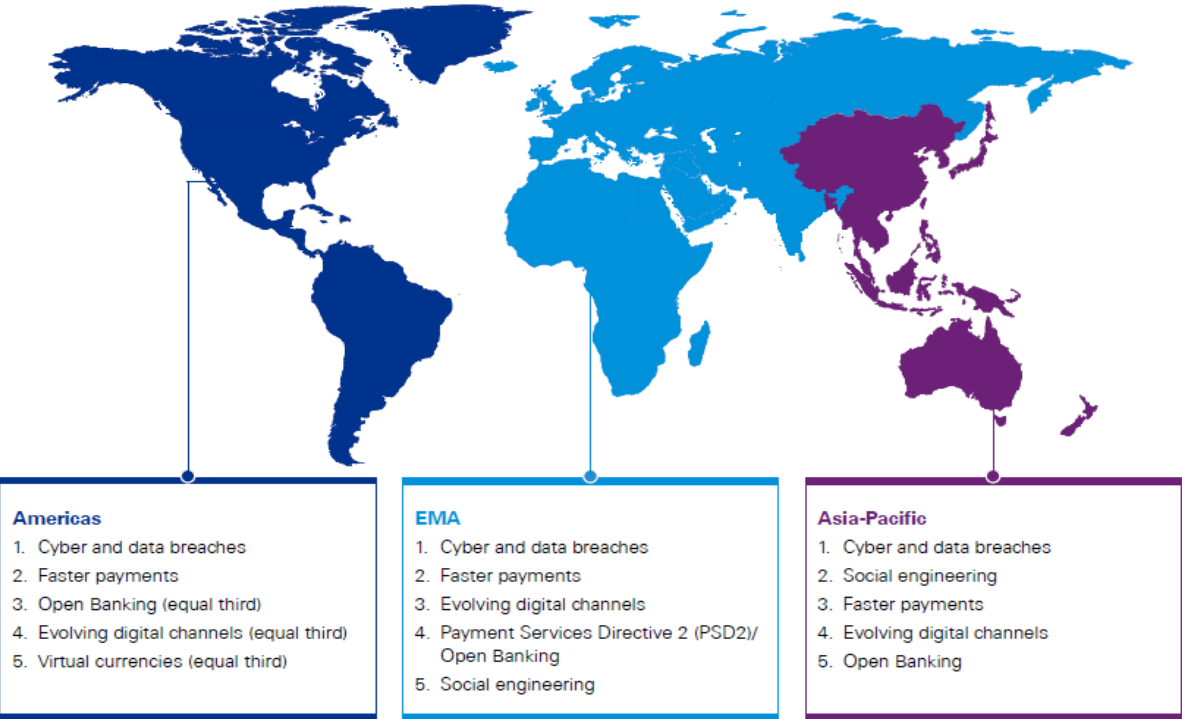 Americas
1. Cyber and data breaches
2. Faster payments
3. Open Banking (equal third)
4. Evolving digital channels (equal third)
5. Virtual currencies (equal third)
EMA
1. Cyber and data breaches
2. Faster payments
3. Evolving digital channels
4. Payment Services Directive 2 (PSD2)/
Open Banking
5. Social engineering
Asia-Pacific
1. Cyber and data breaches
2. Social engineering
3. Faster payments
4. Evolving digital channels
5. Open Banking